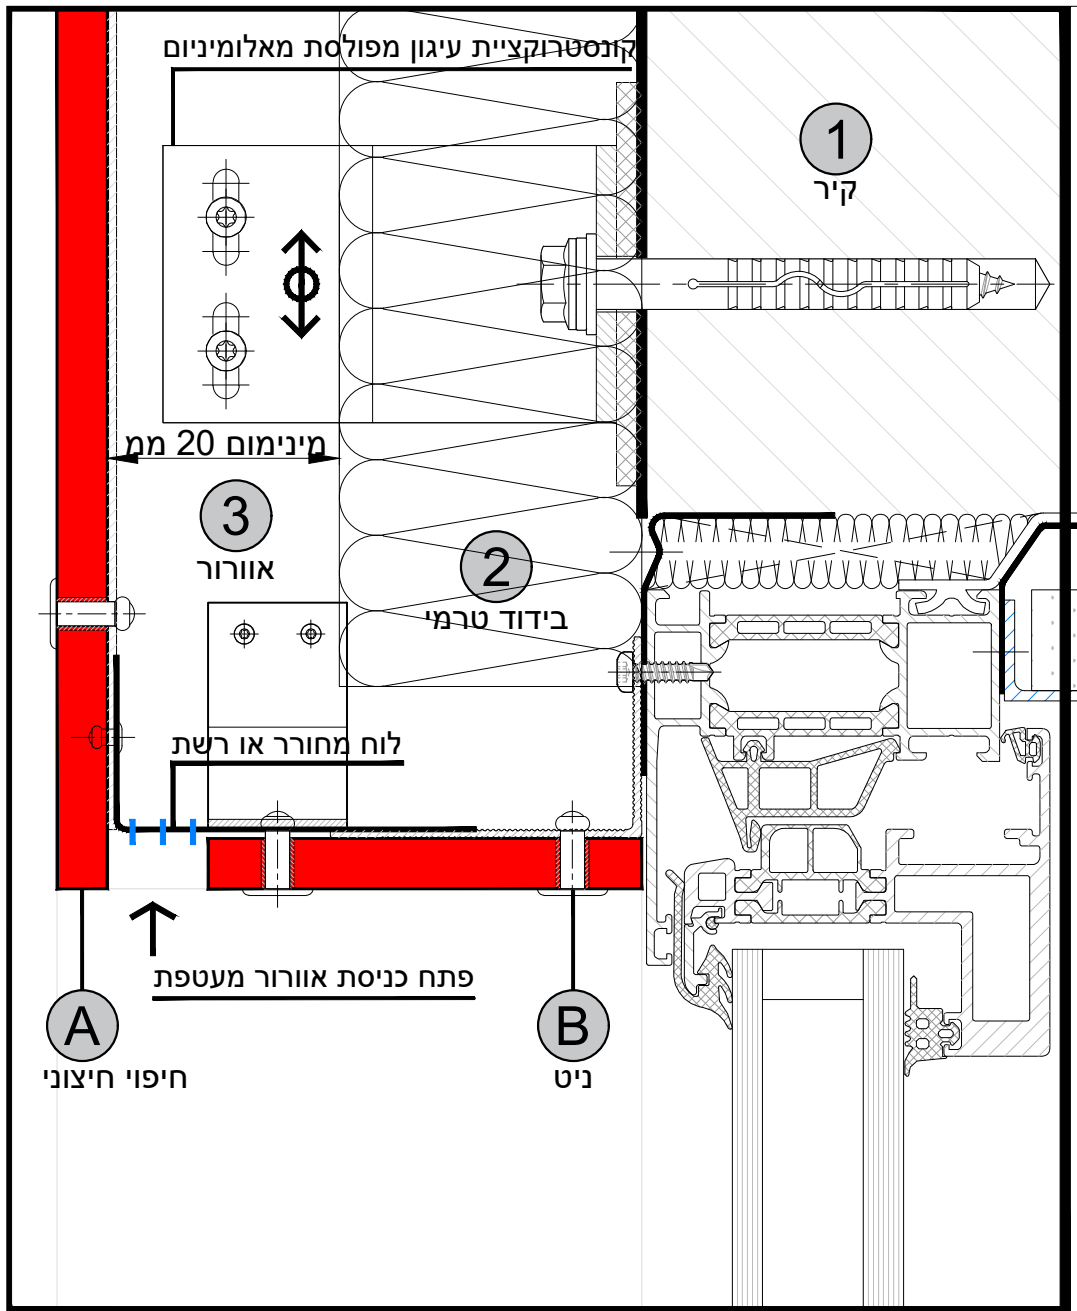 קונסטרוקציית עיגון מפולסת מאלומיניום
1
קיר
מינימום 20 ממ
3
אוורור
2
בידוד טרמי
לוח מחורר או רשת
פתח כניסת אוורור מעטפת
A
חיפוי חיצוני
B
ניט